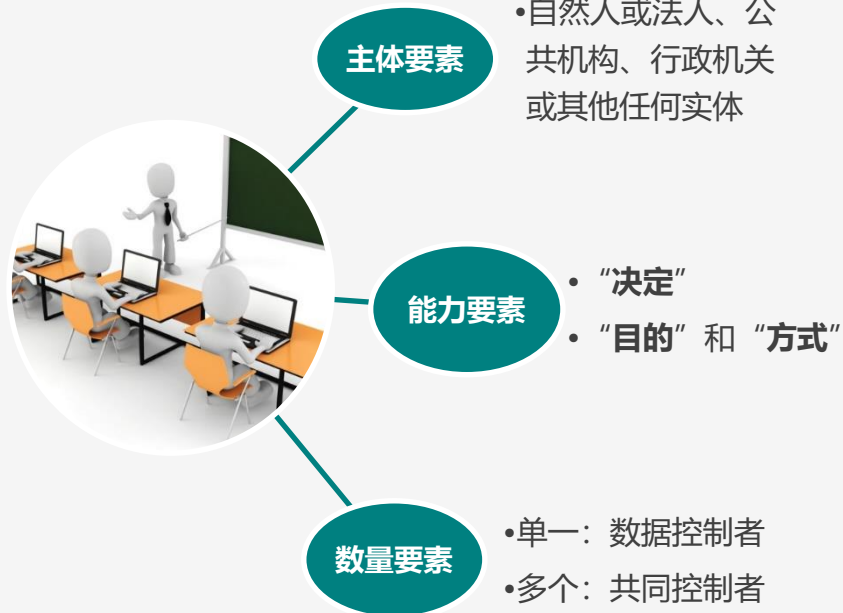 主体要素
•自然人或法人、公
共机构、行政机关
或其他任何实体
能力要素
• “决定”
• “目的”和“方式”
数量要素
•单一：数据控制者
•多个：共同控制者